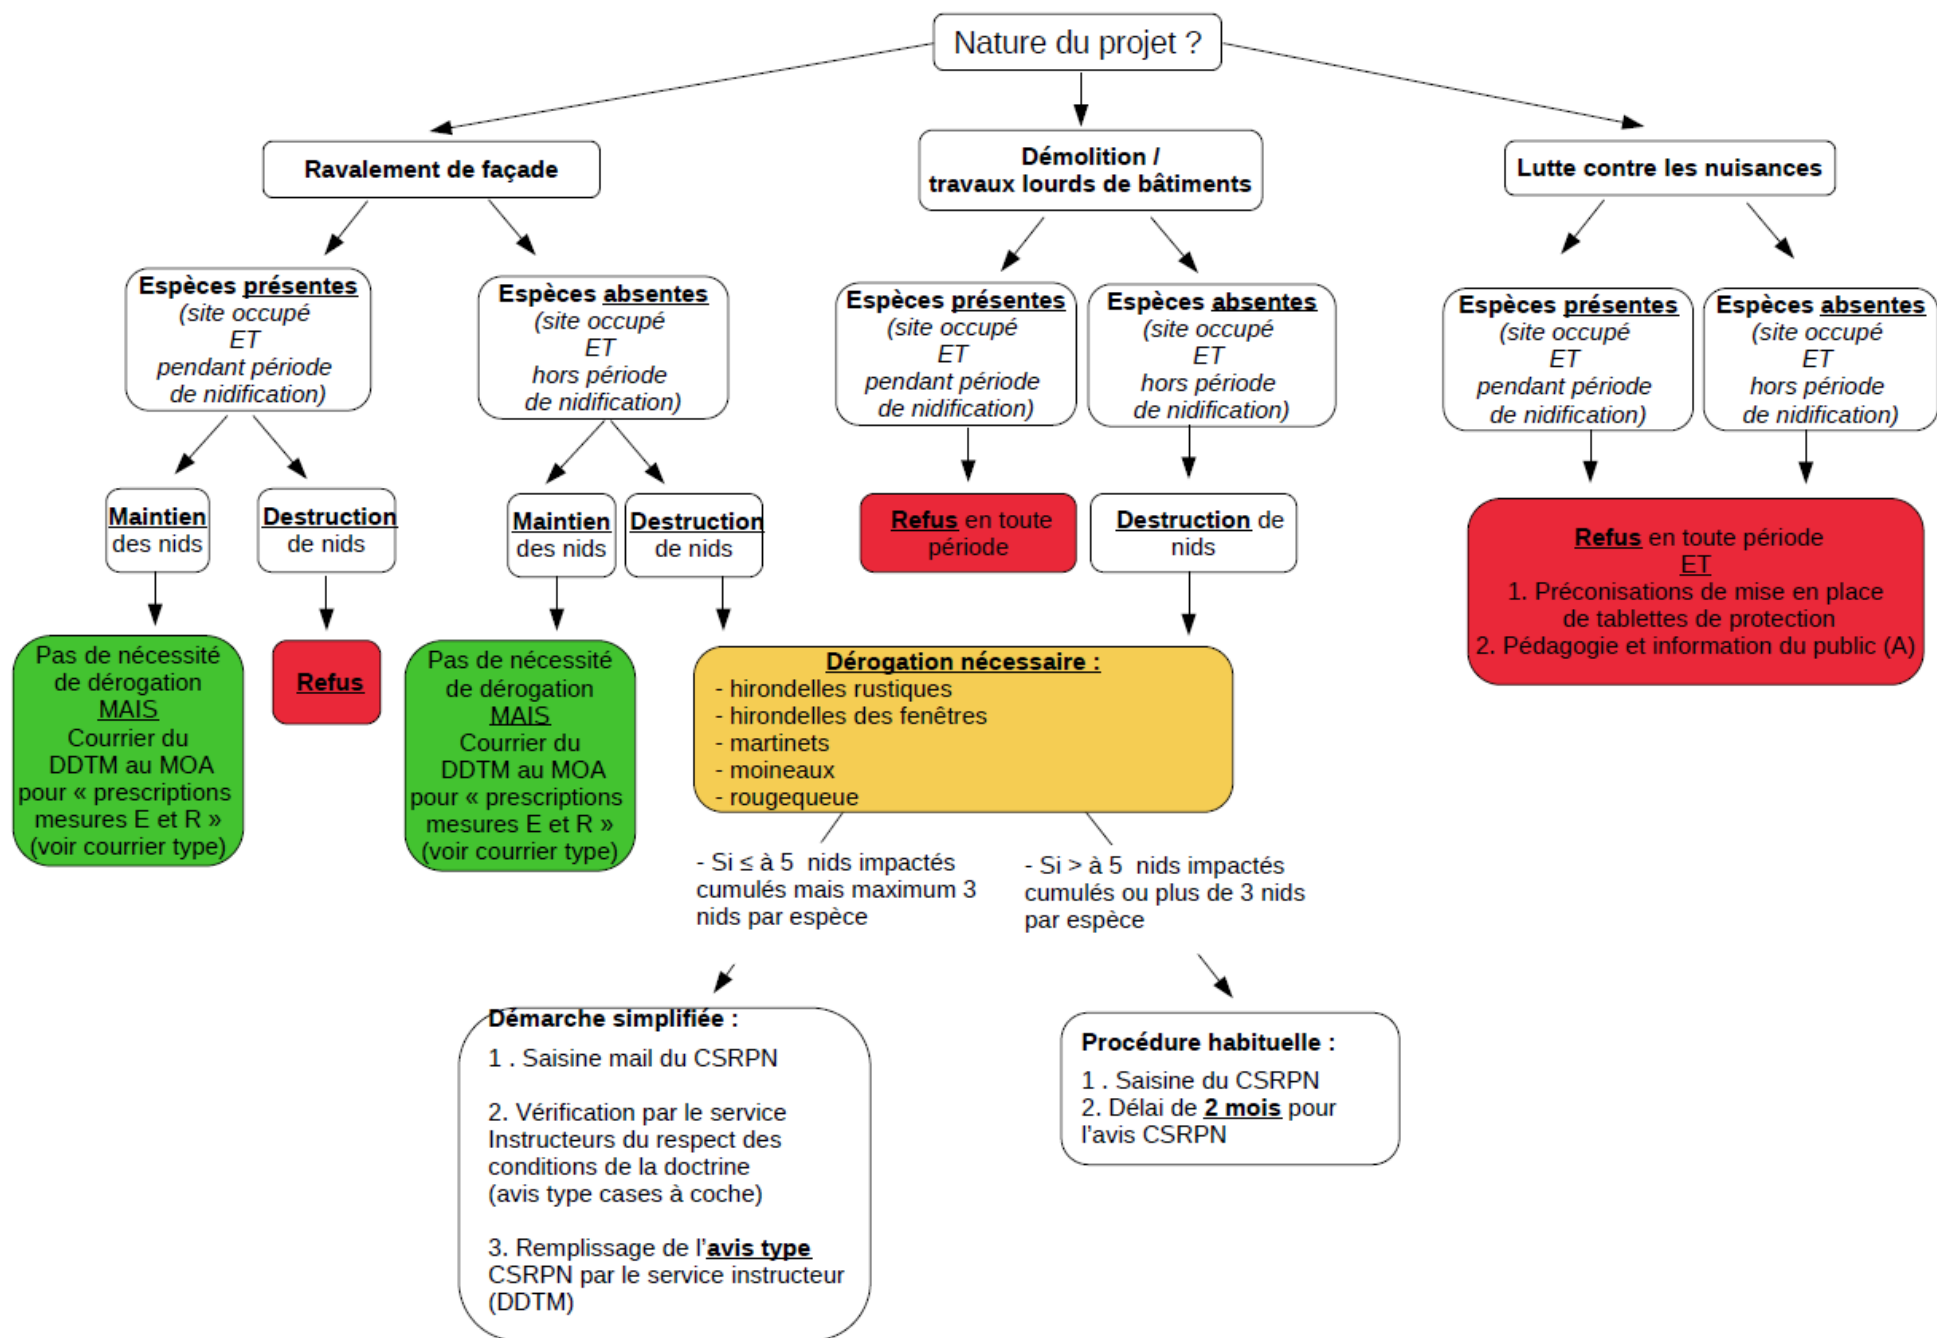 Nature du projet ?
Ravalement de façade
Démolition /
travaux lourds de bâtiments
Lutte contre les nuisances
Espèces présentes
(site occupé
ET
pendant période
de nidification)
Espèces absentes
(site occupé
ET
hors période
de nidification)
Espèces présentes
(site occupé
ET
pendant période
de nidification)
Espèces absentes
(site occupé
ET
hors période
de nidification)
Espèces présentes
(site occupé
ET
pendant période
de nidification)
Espèces absentes
(site occupé
ET
hors période
de nidification)
Maintien
des nids
Destruction
de nids
Maintien
des nids
Destruction
de nids
Refus en toute
période
Destruction de
nids
Refus en toute période
ET
1. Préconisations de mise en place
de tablettes de protection
2. Pédagogie et information du public (A)
Pas de nécessité
de dérogation
MAIS
Courrier du
DDTM au MOA
pour « prescriptions
mesures E et R »
(voir courrier type)
Refus
Pas de nécessité
de dérogation
MAIS
Courrier du
DDTM au MOA
pour « prescriptions
mesures E et R »
(voir courrier type)
Dérogation nécessaire :
- hirondelles rustiques
- hirondelles des fenêtres
- martinets
- moineaux
- rougequeue
- Si ≤ à 5 nids impactés
cumulés mais maximum 3
nids par espèce
- Si > à 5 nids impactés
cumulés ou plus de 3 nids
par espèce
Démarche simplifiée :
1 . Saisine mail du CSRPN
2. Vérification par le service
Instructeurs du respect des
conditions de la doctrine
(avis type cases à coche)
3. Remplissage de l'avis type
CSRPN par le service instructeur
(DDTM)
Procédure habituelle :
1 . Saisine du CSRPN
2. Délai de 2 mois pour
l'avis CSRPN